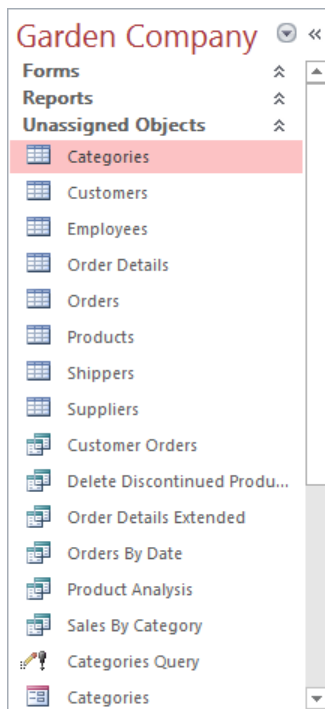 Garden Company
Forms
Reports
Unassigned Objects
Categories
Customers
Employees
Order Details
Orders
Products
Shippers
Suppliers
Customer Orders
Delete Discontinued Produ...
Order Details Extended
Orders By Date
Product Analysis
Sales By Category
Categories Query
Categories